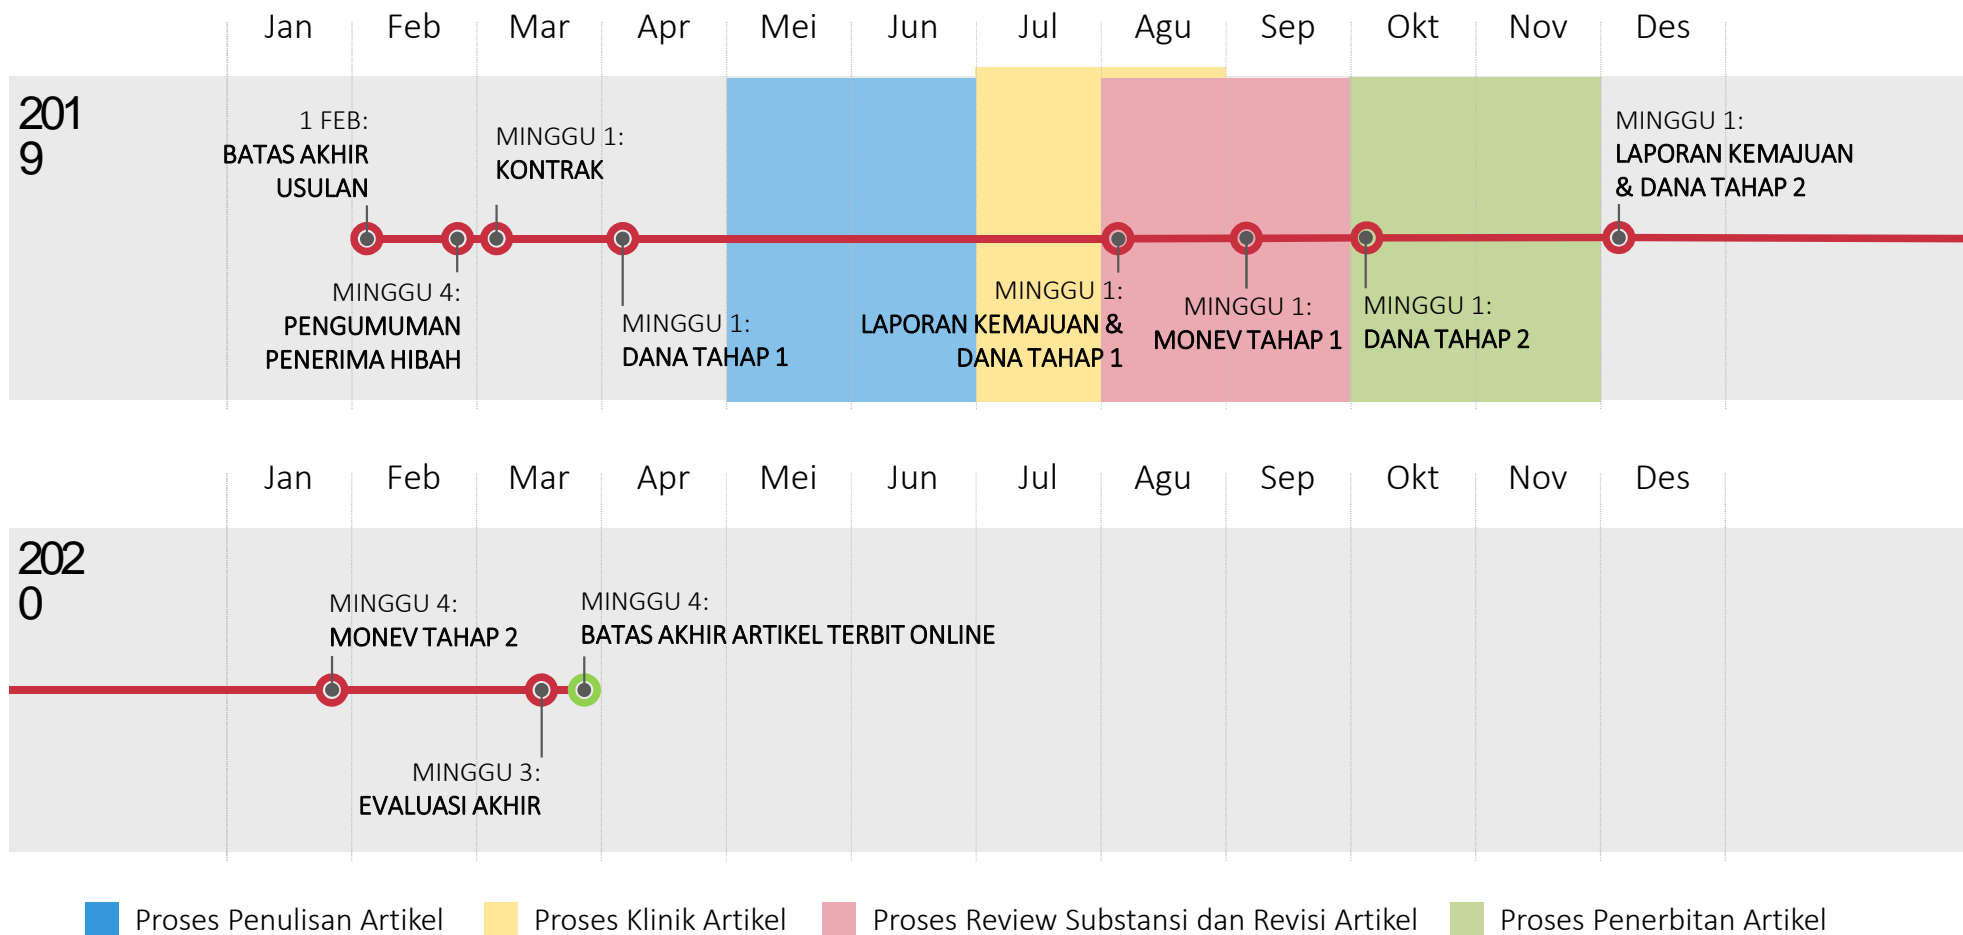 Jan Feb Mar Apr Mei Jun Jul Agu Sep Okt Nov Des
201
9
1 FEB:
BATAS AKHIR
USULAN
MINGGU 4:
PENGUMUMAN
PENERIMA HIBAH
MINGGU 1:
KONTRAK
MINGGU 1:
DANA TAHAP 1
MINGGU 1:
LAPORAN KEMAJUAN &
DANA TAHAP 1
MINGGU 1:
MONEV TAHAP 1
MINGGU 1:
DANA TAHAP 2
MINGGU 1:
LAPORAN KEMAJUAN
& DANA TAHAP 2
Jan Feb Mar Apr Mei Jun Jul Agu Sep Okt Nov Des
202
0
MINGGU 4:
MONEV TAHAP 2
MINGGU 3:
EVALUASI AKHIR
MINGGU 4:
BATAS AKHIR ARTIKEL TERBIT ONLINE
Proses Penulisan Artikel
Proses Klinik Artikel
Proses Review Substansi dan Revisi Artikel
Proses Penerbitan Artikel